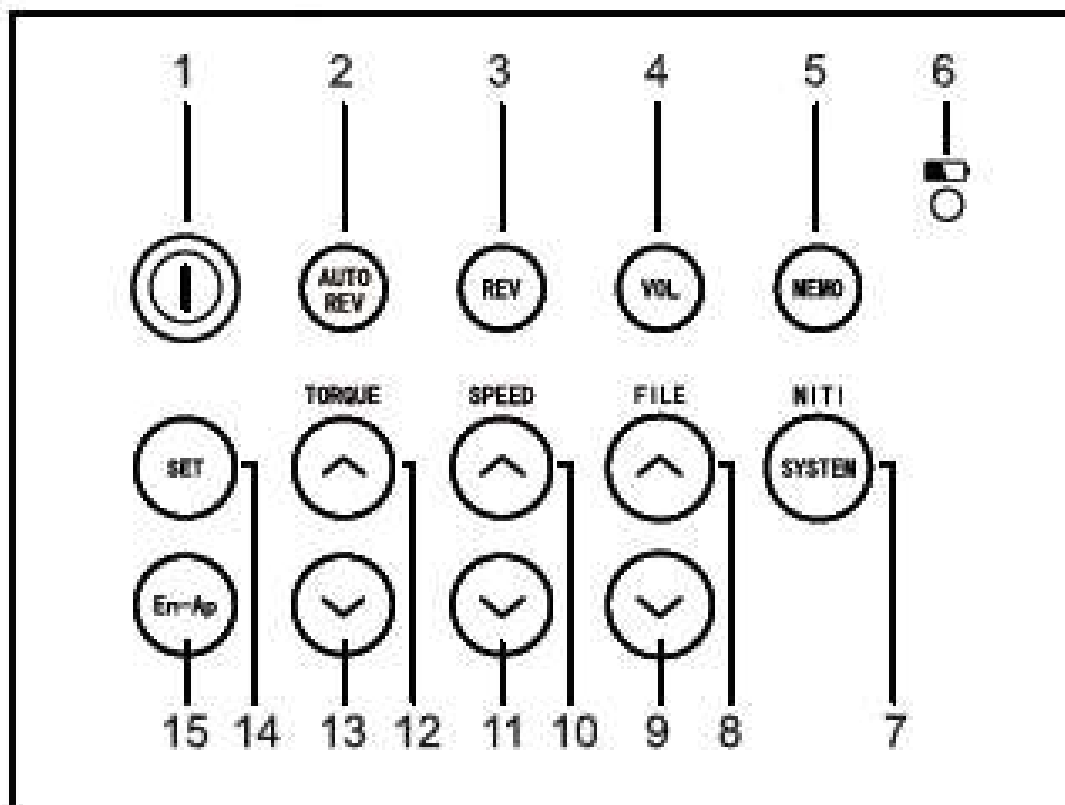 1 2 3 4 5 6
AUTO
REV
REV
VOL
MEMO
TORQUE SPEED FILE NITI
SET
SYSTEM
En-Ap
15 14 13 12 11 10 9 8 7